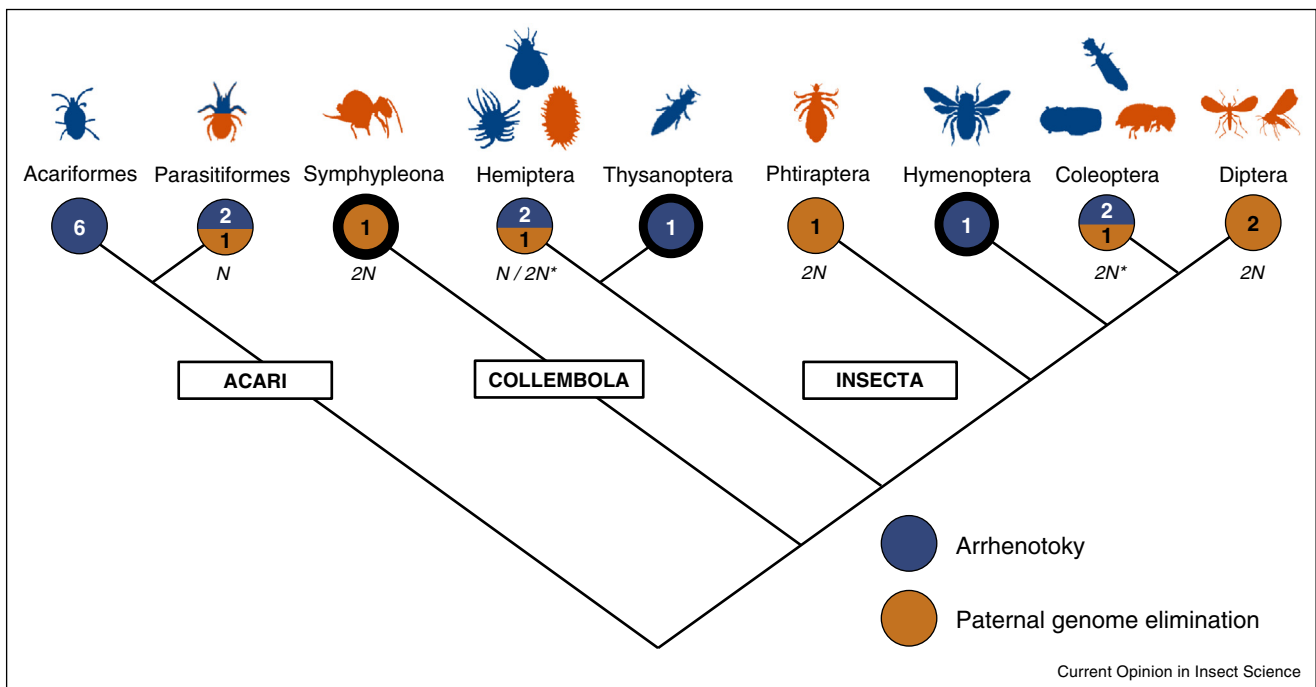 Acariformes Parasitiformes Symphypleona Hemiptera Thysanoptera Phtiraptera Hymenoptera Coleoptera Diptera
6 2 1 1 2 1 1 1 1 2 1 2
N 2N N / 2N* 2N 2N* 2N
ACARI COLLEMBOLA INSECTA
Arrhenotoky
Paternal genome elimination
Current Opinion in Insect Science